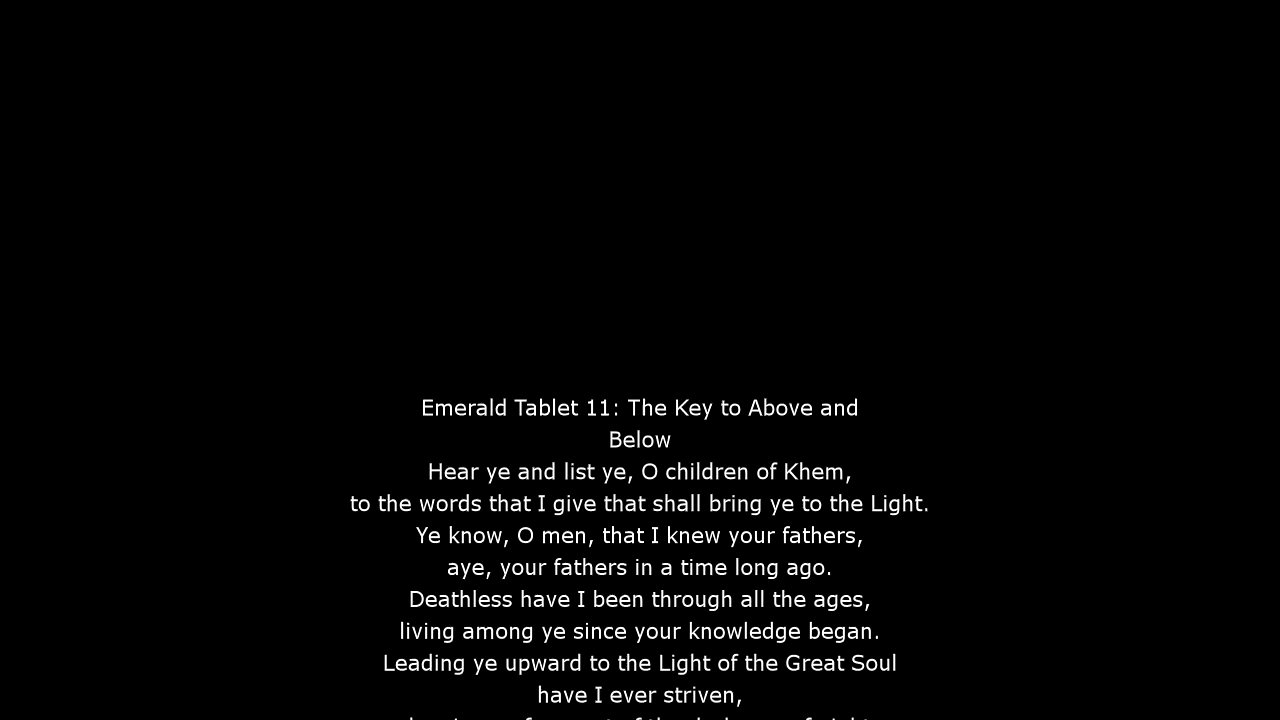 Emerald Tablet 11: The Key to Above and
Below
Hear ye and list ye, O children of Khem,
to the words that I give that shall bring ye to the Light.
Ye know, O men, that I knew your fathers,
aye, your fathers in a time long ago.
Deathless have I been through all the ages,
living among ye since your knowledge began.
Leading ye upward to the Light of the Great Soul
have I ever striven,